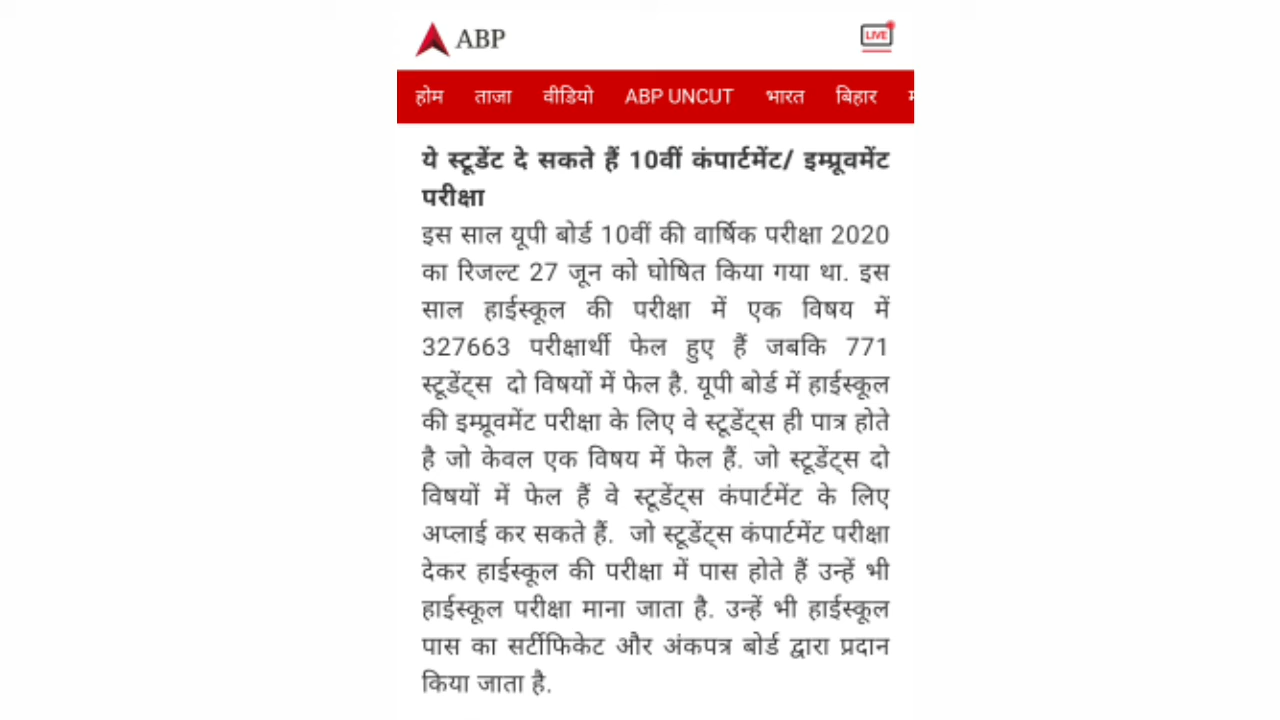 ABP
LIVE
होम ताजा वीडियो ABP UNCUT भारत बिहार
ये स्टूडेंट दे सकते हैं 10वीं कंपार्टमेंट/ इम्प्रूवमेंट
परीक्षा
इस साल यूपी बोर्ड 10वीं की वार्षिक परीक्षा 2020
का रिजल्ट 27 जून को घोषित किया गया था. इस
साल हाईस्कूल की परीक्षा में एक विषय में
327663 परीक्षार्थी फेल हुए हैं जबकि 771
स्टूडेंट्स दो विषयों में फेल है. यूपी बोर्ड में हाईस्कूल
की इम्प्रूवमेंट परीक्षा के लिए वे स्टूडेंट्स ही पात्र होते
है जो केवल एक विषय में फेल हैं. जो स्टूडेंट्स दो
विषयों में फेल हैं वे स्टूडेंट्स कंपार्टमेंट के लिए
अप्लाई कर सकते हैं. जो स्टूडेंट्स कंपार्टमेंट परीक्षा
देकर हाईस्कूल की परीक्षा में पास होते हैं उन्हें भी
हाईस्कूल परीक्षा माना जाता है. उन्हें भी हाईस्कूल
पास का सर्टीफिकेट और अंकपत्र बोर्ड द्वारा प्रदान
किया जाता है.